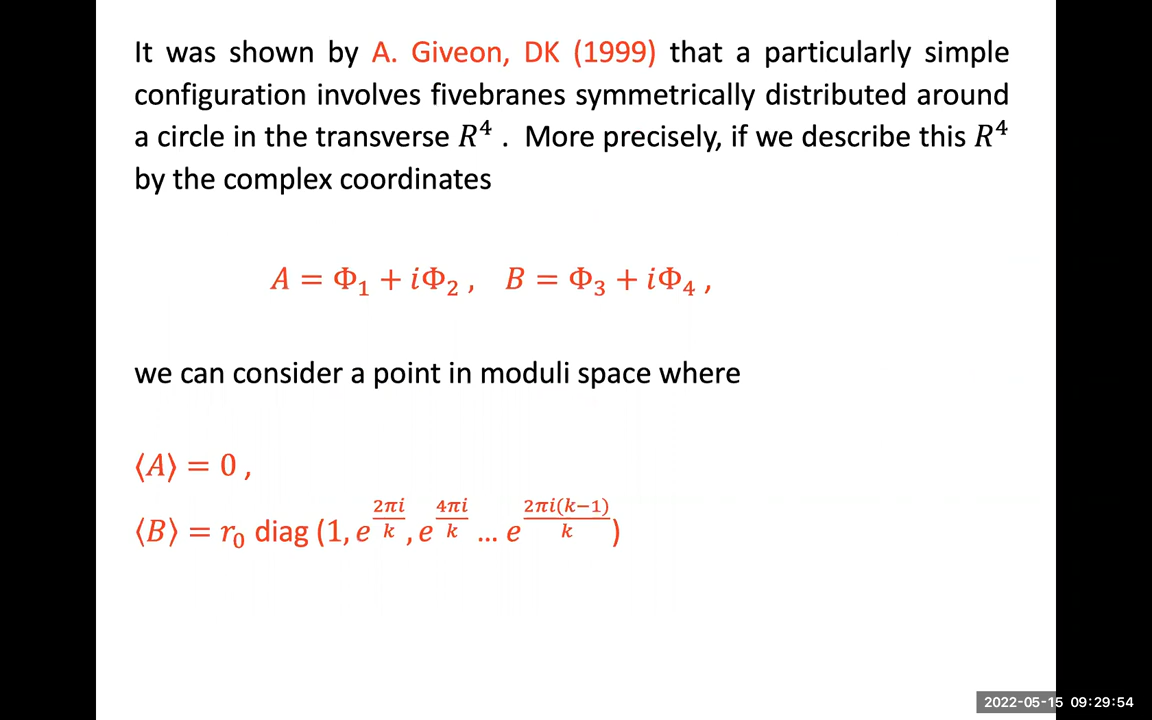 It was shown by A. Giveon, DK (1999) that a particularly simple
configuration involves fivebranes symmetrically distributed around
a circle in the transverse R⁴ . More precisely, if we describe this R⁴
by the complex coordinates
A = Φ₁ + iΦ₂ , B = Φ₃ + iΦ₄ ,
we can consider a point in moduli space where
⟨A⟩ = 0 ,
⟨B⟩ = r₀ diag (1, e^{\frac{2πi}{k}}, e^{\frac{4πi}{k}} … e^{\frac{2πi(k−1)}{k}})
2022-05-15 09:29:54